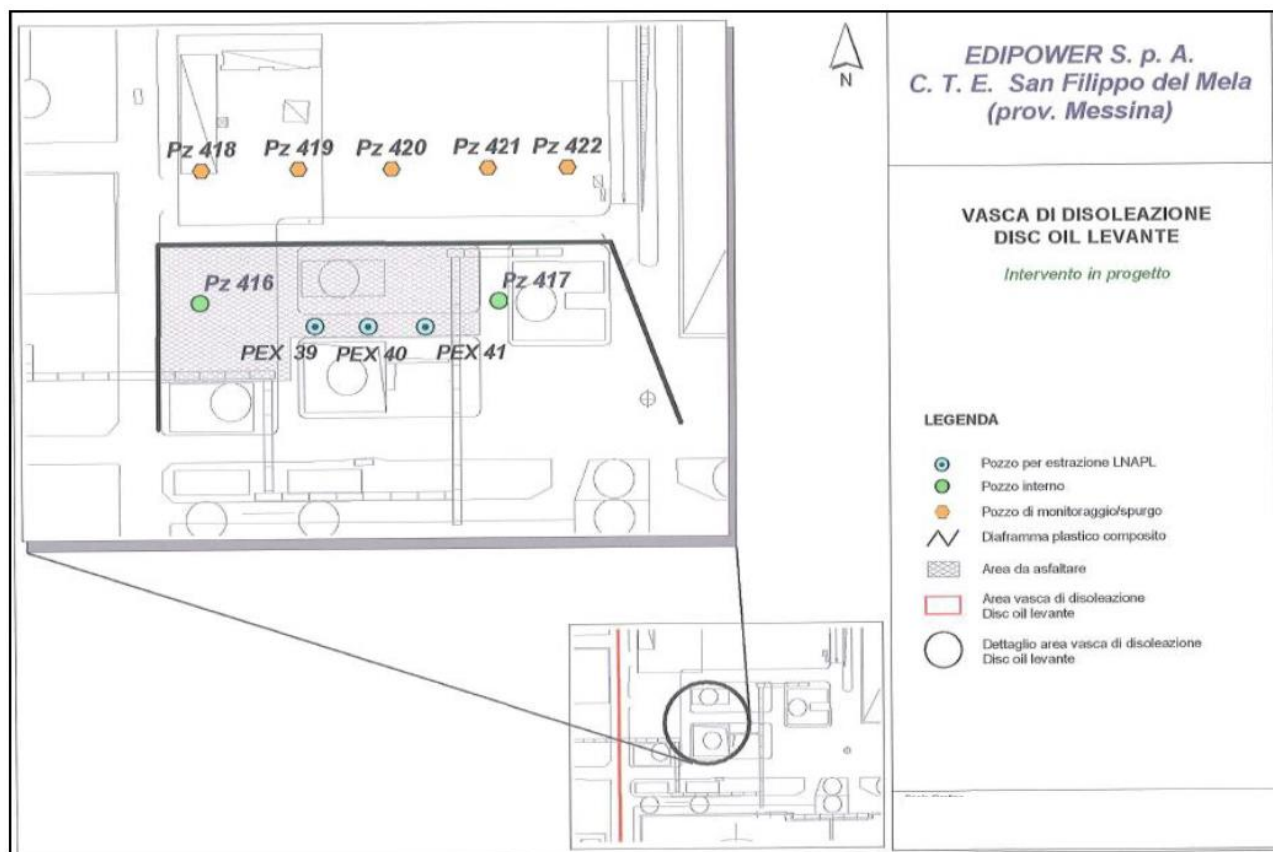 EDIPOWER S. p. A.
C. T. E. San Filippo del Mela
(prov. Messina)
N
Pz 418
Pz 419
Pz 420
Pz 421
Pz 422
VASCA DI DISOLEAZIONE
DISC OIL LEVANTE
Intervento in progetto
Pz 416
Pz 417
PEX 39
PEX 40
PEX 41
LEGENDA
Pozzo per estrazione LNAPL
Pozzo interno
Pozzo di monitoraggio/spurgo
Diaframma plastico composito
Area da asfaltare
Area vasca di disoleazione
Disc oil levante
Dettaglio area vasca di disoleazione
Disc oil levante